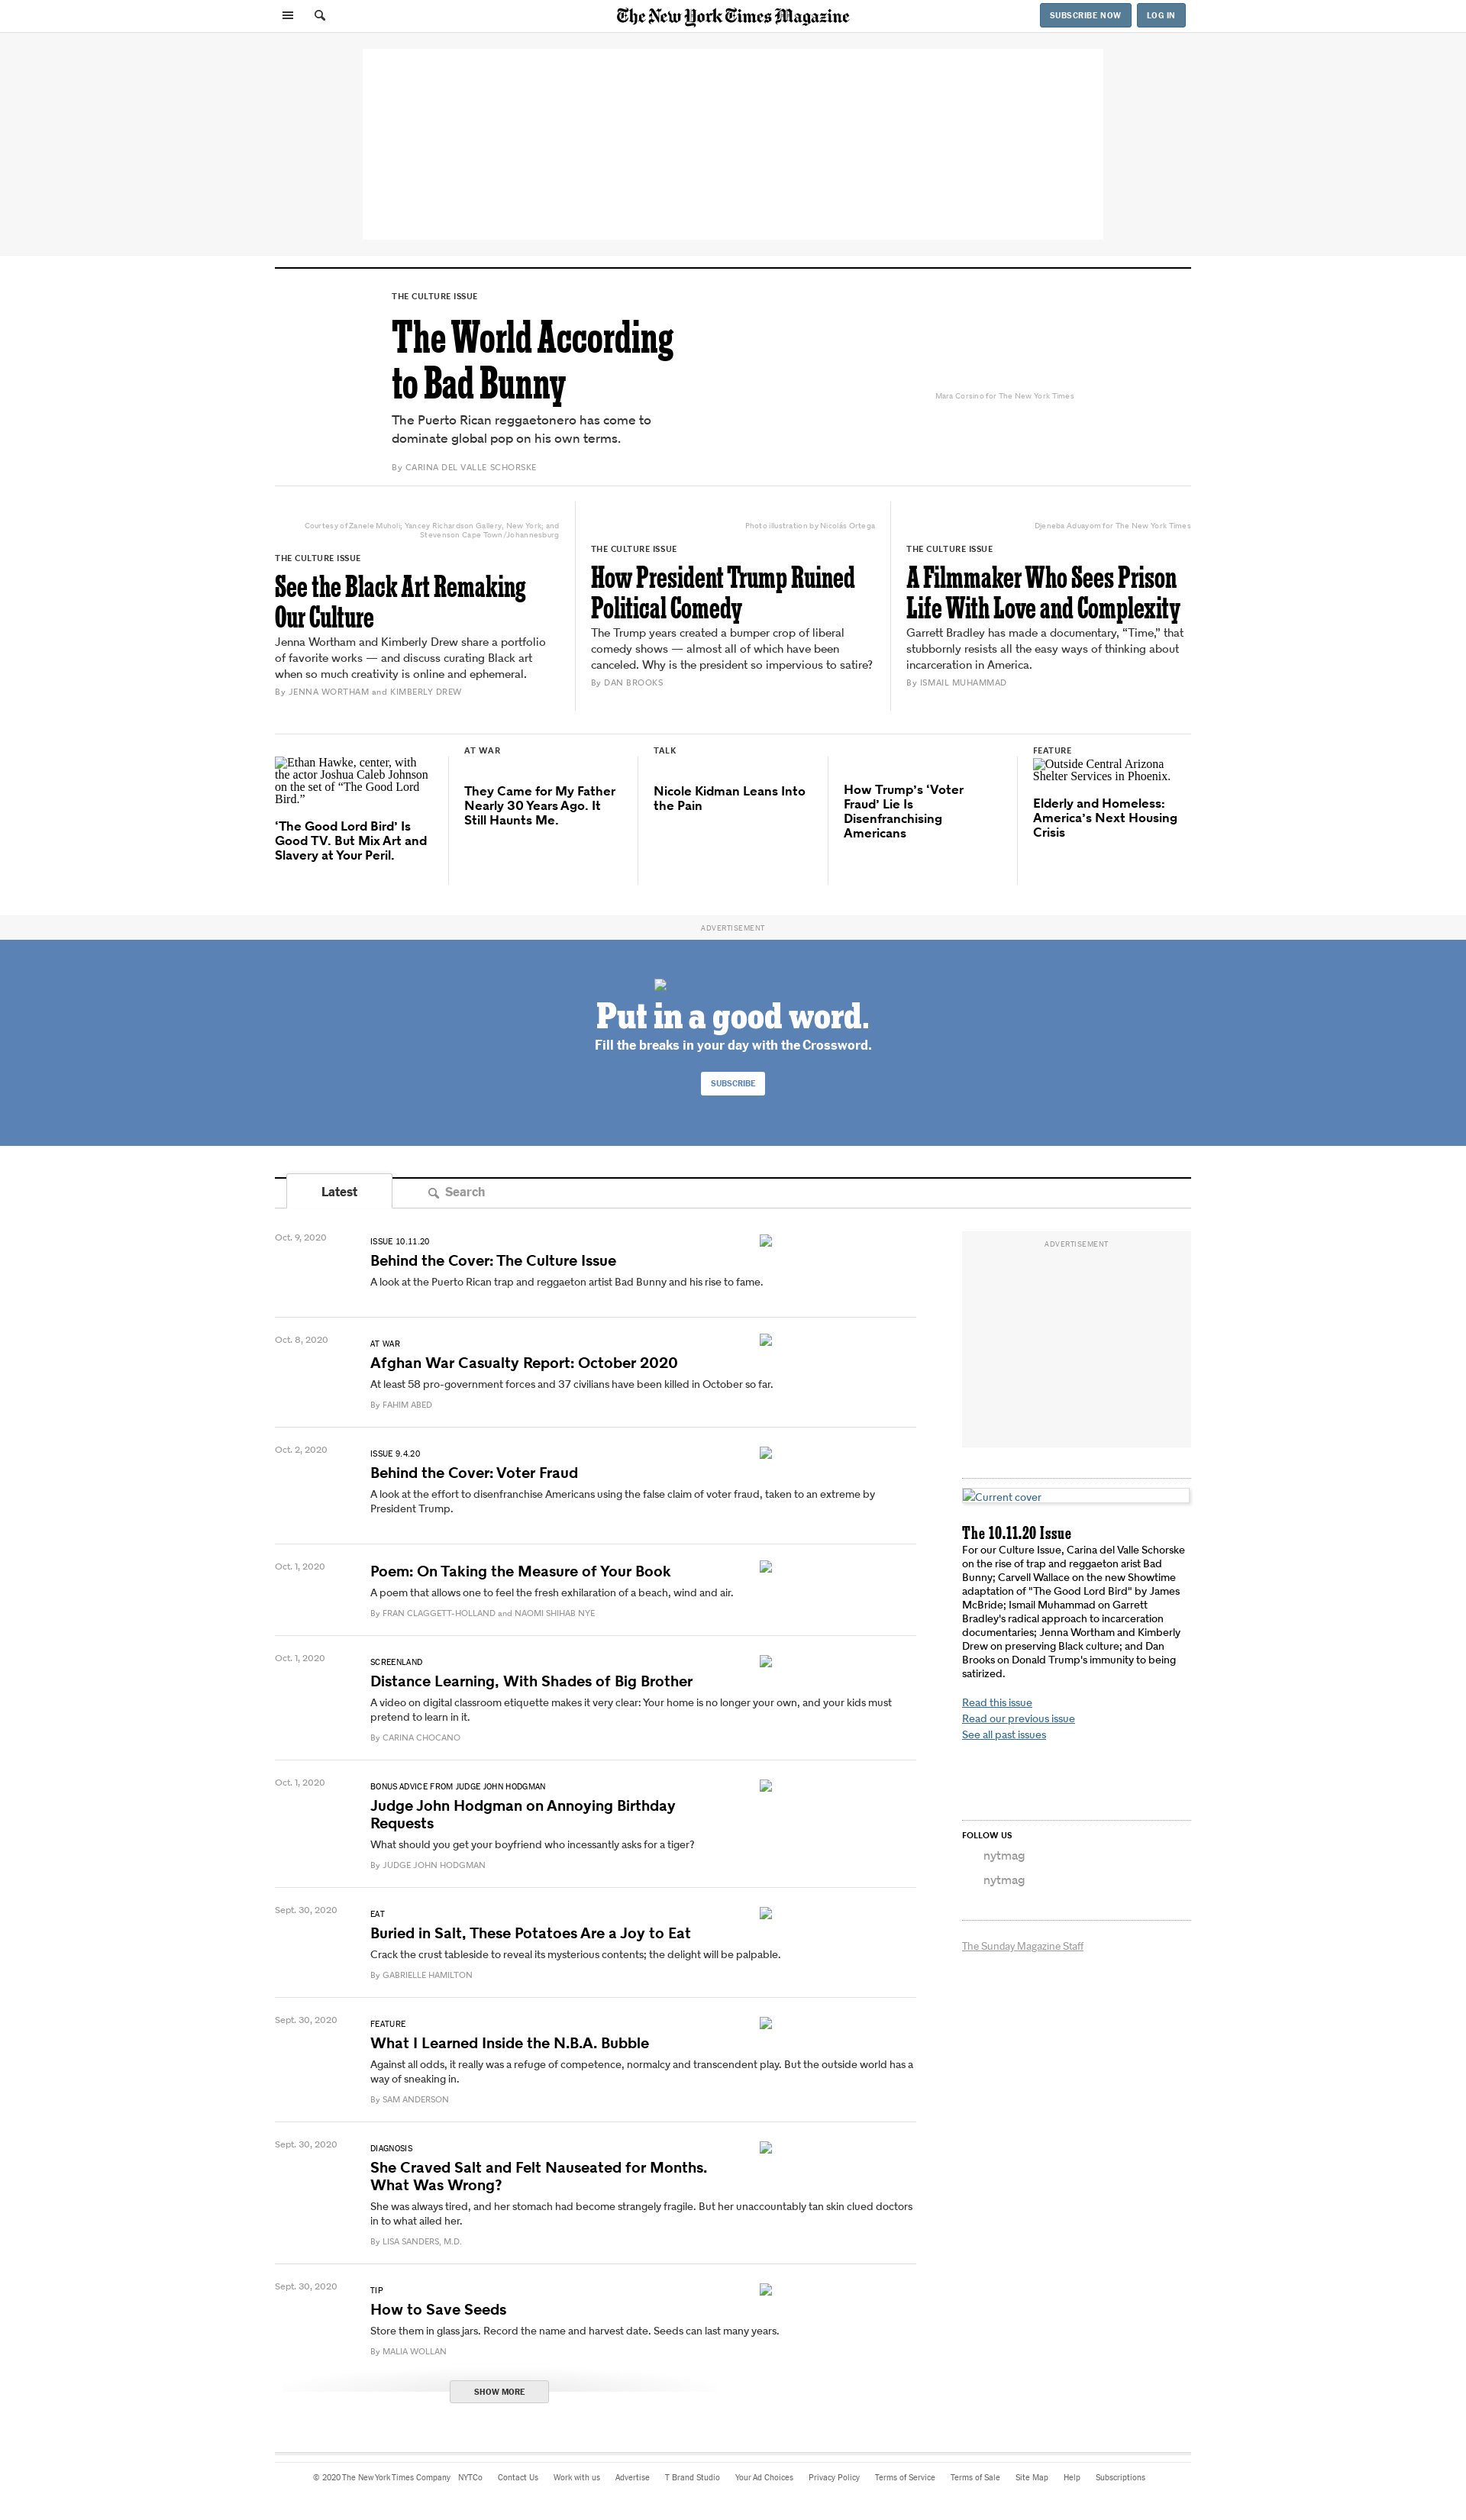 The New York Times Magazine
SUBSCRIBE NOW
LOG IN
THE CULTURE ISSUE
The World According
to Bad Bunny
The Puerto Rican reggaetonero has come to
dominate global pop on his own terms.
By CARINA DEL VALLE SCHORSKE
Mara Corsino for The New York Times
Courtesy of Zanele Muholi; Yancey Richardson Gallery, New York; and
Stevenson Cape Town/Johannesburg
THE CULTURE ISSUE
See the Black Art Remaking
Our Culture
Jenna Wortham and Kimberly Drew share a portfolio
of favorite works — and discuss curating Black art
when so much creativity is online and ephemeral.
By JENNA WORTHAM and KIMBERLY DREW
Photo illustration by Nicolás Ortega
THE CULTURE ISSUE
How President Trump Ruined
Political Comedy
The Trump years created a bumper crop of liberal
comedy shows — almost all of which have been
canceled. Why is the president so impervious to satire?
By DAN BROOKS
Djeneba Aduayom for The New York Times
THE CULTURE ISSUE
A Filmmaker Who Sees Prison
Life With Love and Complexity
Garrett Bradley has made a documentary, “Time,” that
stubbornly resists all the easy ways of thinking about
incarceration in America.
By ISMAIL MUHAMMAD
Ethan Hawke, center, with
the actor Joshua Caleb Johnson
on the set of “The Good Lord
Bird.”
‘The Good Lord Bird’ Is
Good TV. But Mix Art and
Slavery at Your Peril.
AT WAR
They Came for My Father
Nearly 30 Years Ago. It
Still Haunts Me.
TALK
Nicole Kidman Leans Into
the Pain
How Trump’s ‘Voter
Fraud’ Lie Is
Disenfranchising
Americans
FEATURE
Outside Central Arizona
Shelter Services in Phoenix.
Elderly and Homeless:
America’s Next Housing
Crisis
ADVERTISEMENT
Put in a good word.
Fill the breaks in your day with the Crossword.
SUBSCRIBE
Latest
Search
Oct. 9, 2020
ISSUE 10.11.20
Behind the Cover: The Culture Issue
A look at the Puerto Rican trap and reggaeton artist Bad Bunny and his rise to fame.
Oct. 8, 2020
AT WAR
Afghan War Casualty Report: October 2020
At least 58 pro-government forces and 37 civilians have been killed in October so far.
By FAHIM ABED
Oct. 2, 2020
ISSUE 9.4.20
Behind the Cover: Voter Fraud
A look at the effort to disenfranchise Americans using the false claim of voter fraud, taken to an extreme by
President Trump.
Oct. 1, 2020
Poem: On Taking the Measure of Your Book
A poem that allows one to feel the fresh exhilaration of a beach, wind and air.
By FRAN CLAGGETT-HOLLAND and NAOMI SHIHAB NYE
Oct. 1, 2020
SCREENLAND
Distance Learning, With Shades of Big Brother
A video on digital classroom etiquette makes it very clear: Your home is no longer your own, and your kids must
pretend to learn in it.
By CARINA CHOCANO
Oct. 1, 2020
BONUS ADVICE FROM JUDGE JOHN HODGMAN
Judge John Hodgman on Annoying Birthday
Requests
What should you get your boyfriend who incessantly asks for a tiger?
By JUDGE JOHN HODGMAN
Sept. 30, 2020
EAT
Buried in Salt, These Potatoes Are a Joy to Eat
Crack the crust tableside to reveal its mysterious contents; the delight will be palpable.
By GABRIELLE HAMILTON
Sept. 30, 2020
FEATURE
What I Learned Inside the N.B.A. Bubble
Against all odds, it really was a refuge of competence, normalcy and transcendent play. But the outside world has a
way of sneaking in.
By SAM ANDERSON
Sept. 30, 2020
DIAGNOSIS
She Craved Salt and Felt Nauseated for Months.
What Was Wrong?
She was always tired, and her stomach had become strangely fragile. But her unaccountably tan skin clued doctors
in to what ailed her.
By LISA SANDERS, M.D.
Sept. 30, 2020
TIP
How to Save Seeds
Store them in glass jars. Record the name and harvest date. Seeds can last many years.
By MALIA WOLLAN
SHOW MORE
ADVERTISEMENT
Current cover
The 10.11.20 Issue
For our Culture Issue, Carina del Valle Schorske
on the rise of trap and reggaeton arist Bad
Bunny; Carvell Wallace on the new Showtime
adaptation of "The Good Lord Bird" by James
McBride; Ismail Muhammad on Garrett
Bradley's radical approach to incarceration
documentaries; Jenna Wortham and Kimberly
Drew on preserving Black culture; and Dan
Brooks on Donald Trump's immunity to being
satirized.
Read this issue
Read our previous issue
See all past issues
FOLLOW US
nytmag
nytmag
The Sunday Magazine Staff
© 2020 The New York Times Company NYTCo Contact Us Work with us Advertise T Brand Studio Your Ad Choices Privacy Policy Terms of Service Terms of Sale Site Map Help Subscriptions